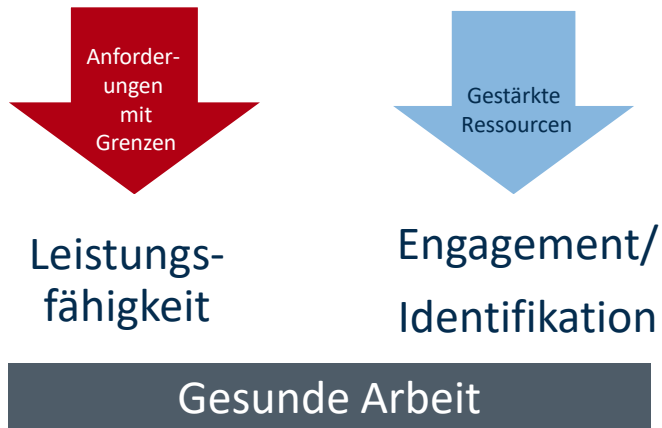 Anforder-
ungen
mit
Grenzen
Gestärkte
Ressourcen
Leistungs-
fähigkeit
Engagement/
Identifikation
Gesunde Arbeit